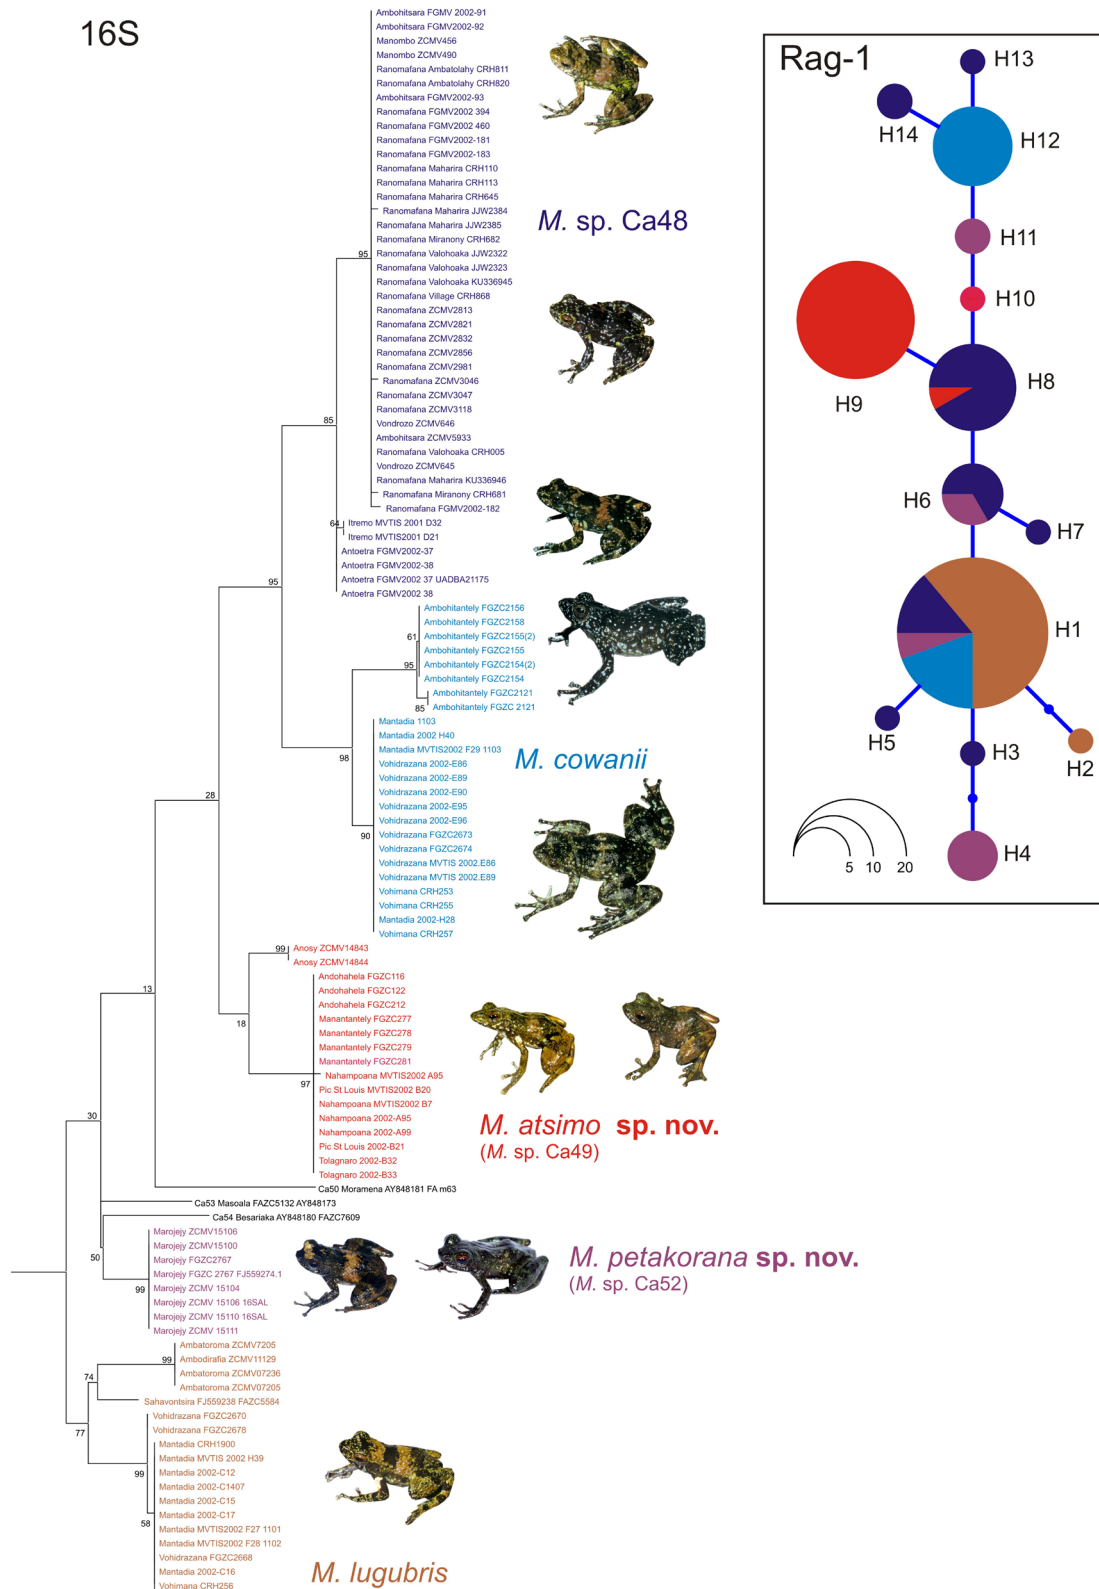 16S
Ambohitsara FGMV 2002-91
Ambohitsara FGMV2002-92
Manombo ZCMV456
Manombo ZCMV490
Ranomafana Ambatolahy CRH811
Ranomafana Ambatolahy CRH820
Ambohitsara FGMV2002-93
Ranomafana FGMV2002 394
Ranomafana FGMV2002 460
Ranomafana FGMV2002-181
Ranomafana FGMV2002-183
Ranomafana Maharira CRH110
Ranomafana Maharira CRH113
Ranomafana Maharira CRH645
Ranomafana Maharira JJW2384
Ranomafana Maharira JJW2385
Ranomafana Miranony CRH682
Ranomafana Valohoaka JJW2322
95
Ranomafana Valohoaka JJW2323
Ranomafana Valohoaka KU336945
Ranomafana Village CRH868
Ranomafana ZCMV2813
Ranomafana ZCMV2821
Ranomafana ZCMV2832
Ranomafana ZCMV2856
Ranomafana ZCMV2981
Ranomafana ZCMV3046
Ranomafana ZCMV3047
Ranomafana ZCMV3118
85
Vondrozo ZCMV646
Ambohitsara ZCMV5933
Ranomafana Valohoaka CRH005
Vondrozo ZCMV645
Ranomafana Maharira KU336946
Ranomafana Miranony CRH681
Ranomafana FGMV2002-182
64
Itremo MVTIS 2001 D32
Itremo MVTIS2001 D21
Antoetra FGMV2002-37
Antoetra FGMV2002-38
Antoetra FGMV2002 37 UADBA21175
Antoetra FGMV2002 38
M. sp. Ca48
95
Ambohitantely FGZC2156
Ambohitantely FGZC2158
61
Ambohitantely FGZC2155(2)
Ambohitantely FGZC2155
95
Ambohitantely FGZC2154(2)
Ambohitantely FGZC2154
Ambohitantely FGZC2121
85
Ambohitantely FGZC 2121
Mantadia 1103
Mantadia 2002 H40
Mantadia MVTIS2002 F29 1103
98
Vohidrazana 2002-E86
Vohidrazana 2002-E89
Vohidrazana 2002-E90
Vohidrazana 2002-E95
Vohidrazana 2002-E96
90
Vohidrazana FGZC2673
Vohidrazana FGZC2674
Vohidrazana MVTIS 2002.E86
Vohidrazana MVTIS 2002.E89
Vohimana CRH253
Vohimana CRH255
Mantadia 2002-H28
Vohimana CRH257
M. cowanii
28
99
Anosy ZCMV14843
Anosy ZCMV14844
Andohahela FGZC116
Andohahela FGZC122
Andohahela FGZC212
18
Manantantely FGZC277
Manantantely FGZC278
Manantantely FGZC279
Manantantely FGZC281
Nahampoana MVTIS2002 A95
97
Pic St Louis MVTIS2002 B20
Nahampoana MVTIS2002 B7
Nahampoana 2002-A95
Nahampoana 2002-A99
Pic St Louis 2002-B21
Tolagnaro 2002-B32
Tolagnaro 2002-B33
M. atsimo sp. nov.
(M. sp. Ca49)
13
Ca50 Moramena AY848181 FA m63
30
Ca53 Masoala FAZC5132 AY848173
Ca54 Besariaka AY848180 FAZC7609
50
Marojejy ZCMV15106
Marojejy ZCMV15100
Marojejy FGZC2767
Marojejy FGZC 2767 FJ559274.1
99
Marojejy ZCMV 15104
Marojejy ZCMV 15106 16SAL
Marojejy ZCMV 15110 16SAL
Marojejy ZCMV 15111
M. petakorana sp. nov.
(M. sp. Ca52)
Ambatoroma ZCMV7205
99
Ambodirafia ZCMV11129
Ambatoroma ZCMV07236
74
Ambatoroma ZCMV07205
Sahavontsira FJ559238 FAZC5584
77
Vohidrazana FGZC2670
Vohidrazana FGZC2678
Mantadia CRH1900
Mantadia MVTIS 2002 H39
99
Mantadia 2002-C12
Mantadia 2002-C1407
Mantadia 2002-C15
Mantadia 2002-C17
58
Mantadia MVTIS2002 F27 1101
Mantadia MVTIS2002 F28 1102
Vohidrazana FGZC2668
Mantadia 2002-C16
Vohimana CRH256
M. lugubris
Rag-1
H13
H14
H12
H11
H10
H9
H8
H6
H7
H1
H5
H3
H2
H4
5 10 20